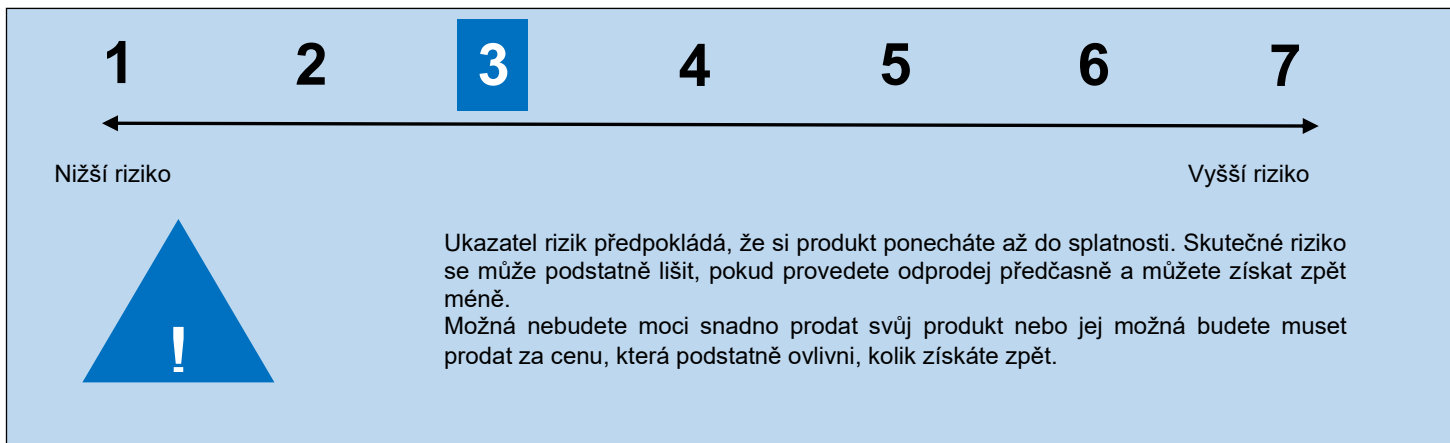 1 2 3 4 5 6 7
Nižší riziko Vyšší riziko
Ukazatel rizik předpokládá, že si produkt ponecháte až do splatnosti. Skutečné riziko
se může podstatně lišit, pokud provedete odprodej předčasně a můžete získat zpět
méně.
Možná nebudete moci snadno prodat svůj produkt nebo jej možná budete muset
prodat za cenu, která podstatně ovlivni, kolik získáte zpět.
!